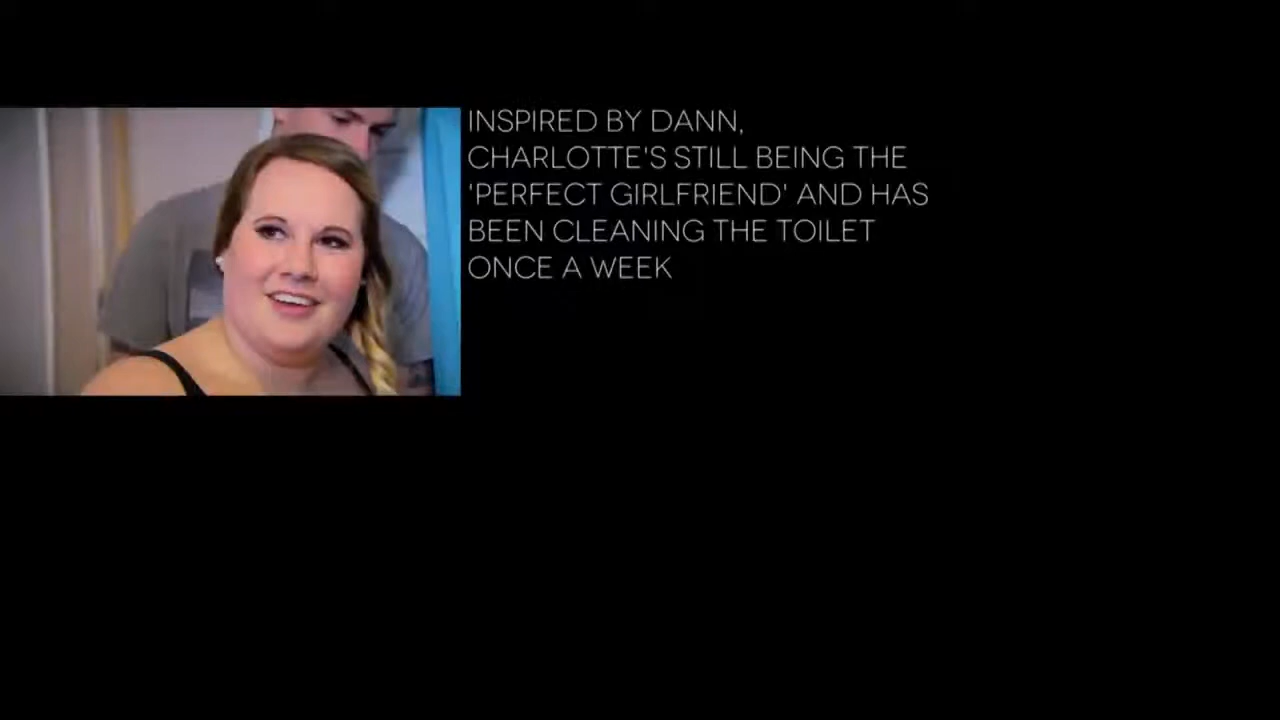 INSPIRED BY DANN,
CHARLOTTE'S STILL BEING THE
'PERFECT GIRLFRIEND' AND HAS
BEEN CLEANING THE TOILET
ONCE A WEEK